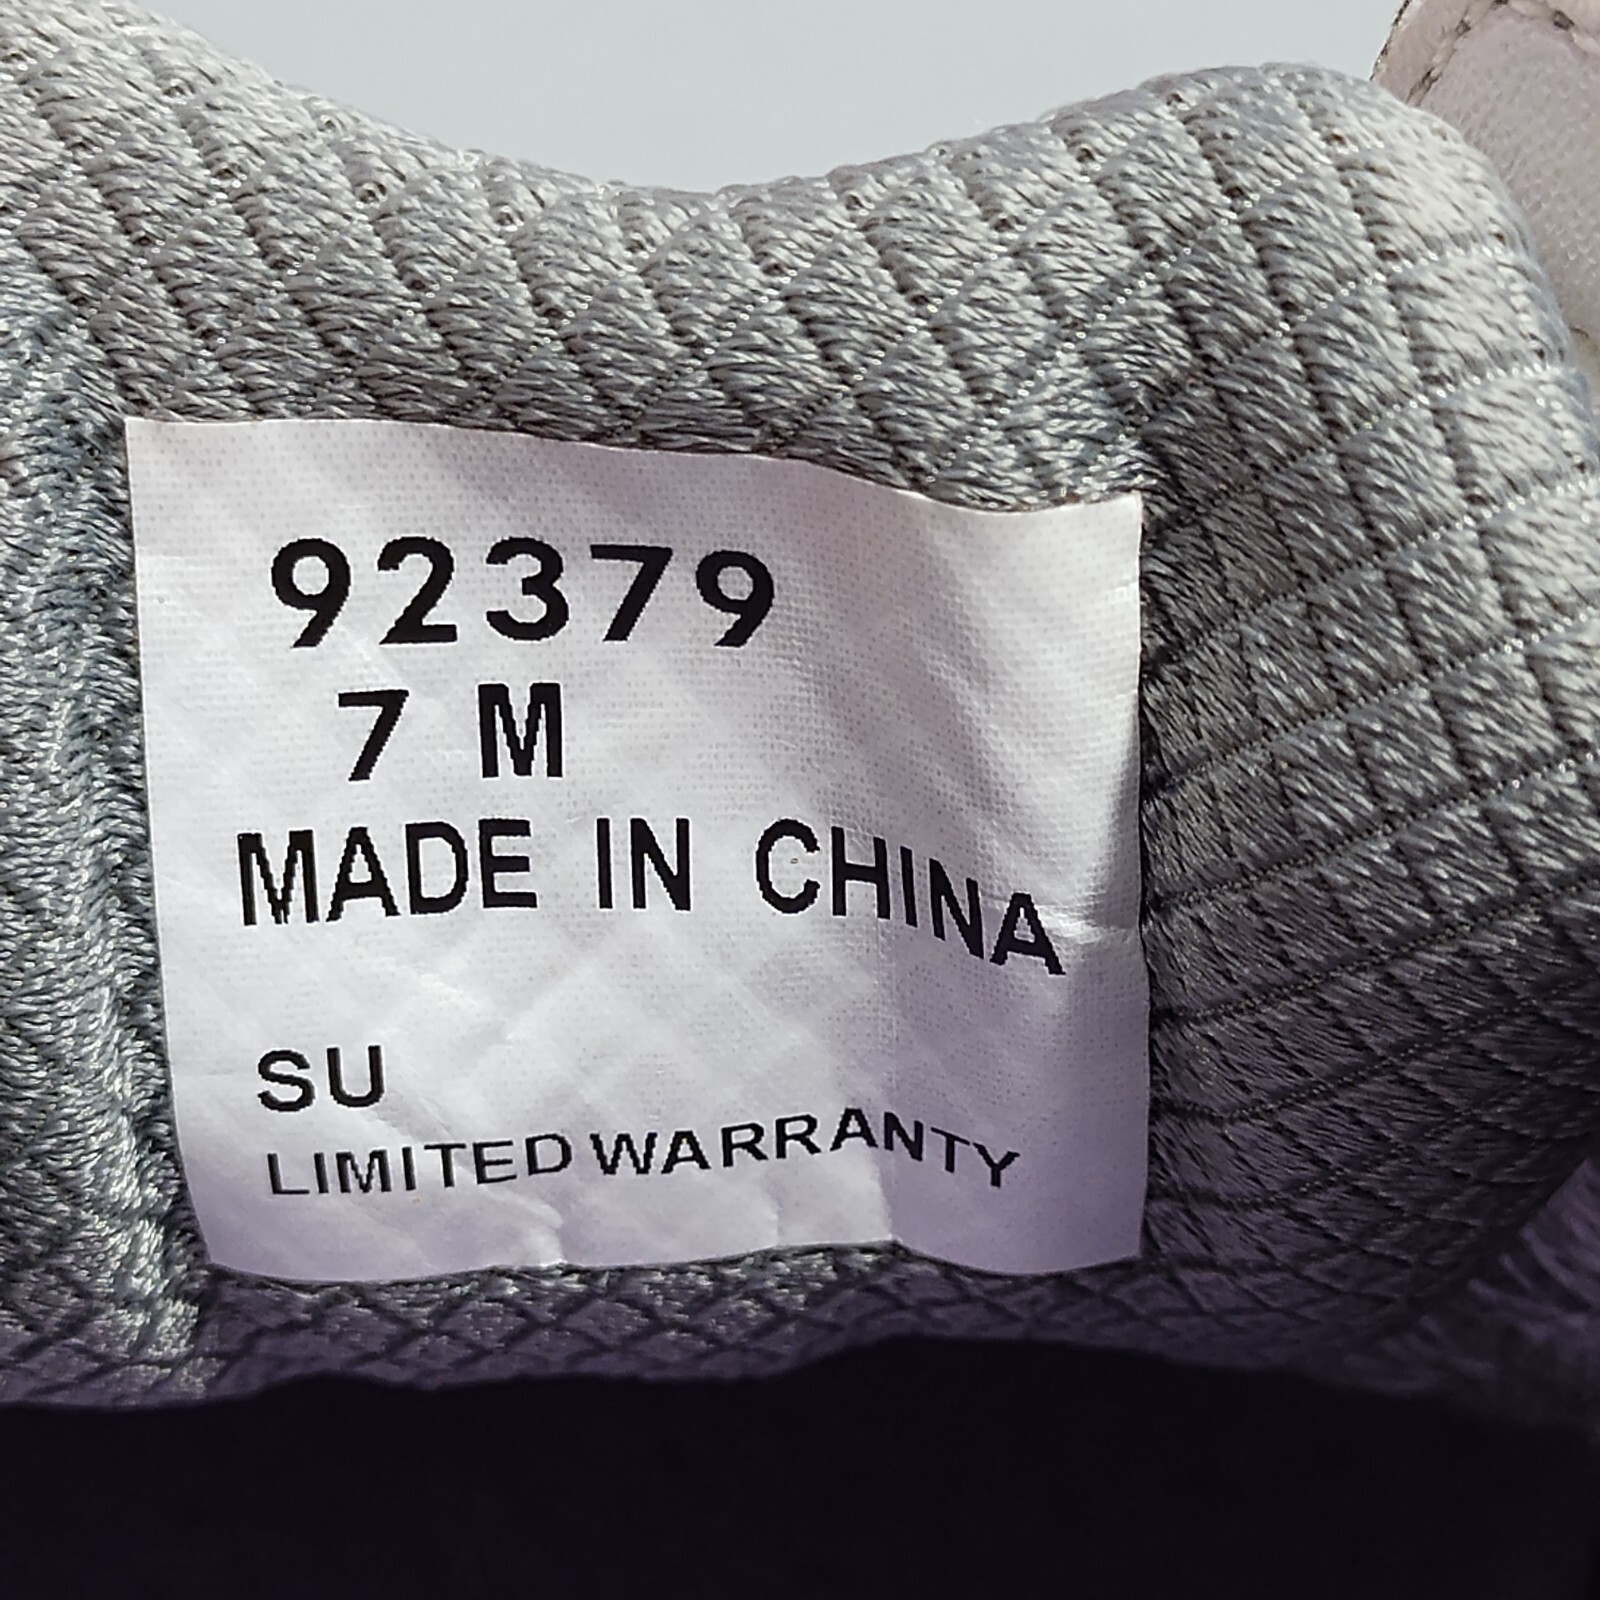 92379
7 M
MADE IN CHINA
SU
LIMITED WARRANTY